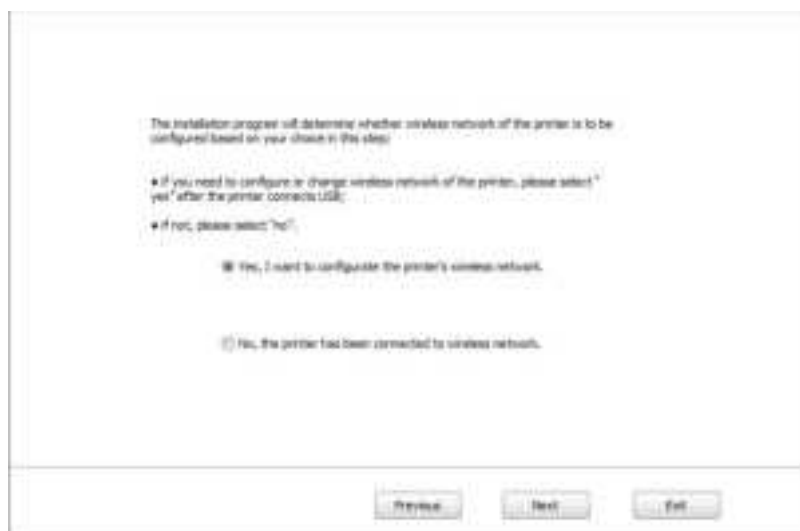 The installation program will determine whether wireless network of the printer is to be
configured based on your choice in this step:
● If you need to configure or change wireless network of the printer, please select "
yes" after the printer connects USB;
● If not, please select "no".
Yes, I want to configurate the printer's wireless network.
No, the printer has been connected to wireless network.
Previous Next Exit